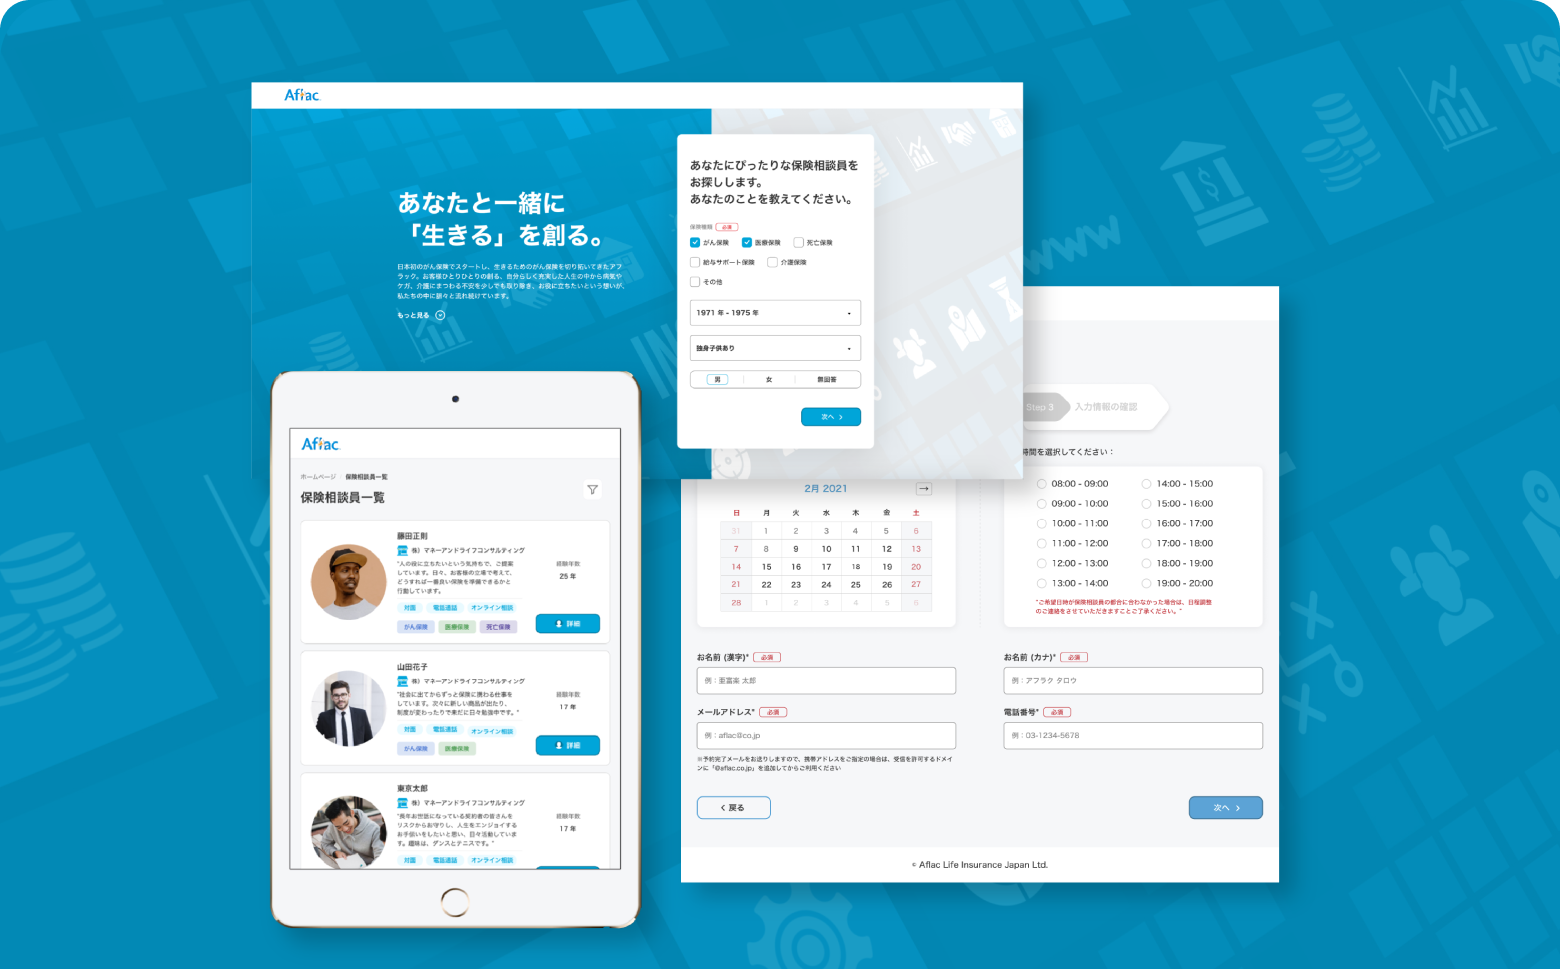 Aflac
あなたと一緒に
「生きる」を創る。
日本初のがん保険でスタートし、生きるためのがん保険を切り拓いてきたアフ
ラック。お客様ひとりひとりの創る、自分らしく充実した人生の中から病気や
ケガ、介護にまつわる不安を少しでも取り除き、お役に立ちたいという想いが、
私たちの中に脈々と流れ続けています。
もっと見る
あなたにぴったりな保険相談員を
お探しします。
あなたのことを教えてください。
保険種類 必須
がん保険 医療保険 死亡保険
給与サポート保険 介護保険
その他
1971 年 - 1975 年
独身子供あり
男 女 無回答
次へ
Aflac
ホームページ 保険相談員一覧
保険相談員一覧
藤田正則
株）マネーアンドライフコンサルティング
"人の役に立ちたいという気持ちで、ご提案
しています。日々、お客様の立場で考えて、
どうすれば一番良い保険を準備できるかと
行動しています。
経験年数
25 年
対面 電話通話 オンライン相談
がん保険 医療保険 死亡保険
詳細
山田花子
株）マネーアンドライフコンサルティング
"社会に出てからずっと保険に携わる仕事を
しています。次々に新しい商品が出たり、
制度が変わったりで未だに日々勉強中です。"
経験年数
17 年
対面 電話通話 オンライン相談
がん保険 医療保険
詳細
東京太郎
株）マネーアンドライフコンサルティング
"長年お世話になっている契約者の皆さんを
リスクからお守りし、人生をエンジョイする
お手伝いをしたいと思い、日々活動していま
す。趣味は、ダンスとテニスです。"
経験年数
17 年
対面 電話通話 オンライン相談
Step 3 入力情報の確認
時間を選択してください：
2月 2021 →
日 月 火 水 木 金 土
31 1 2 3 4 5 6
7 8 9 10 11 12 13
14 15 16 17 18 19 20
21 22 23 24 25 26 27
28 1 2 3 4 5 6
08:00 - 09:00 14:00 - 15:00
09:00 - 10:00 15:00 - 16:00
10:00 - 11:00 16:00 - 17:00
11:00 - 12:00 17:00 - 18:00
12:00 - 13:00 18:00 - 19:00
13:00 - 14:00 19:00 - 20:00
"ご希望日時が保険相談員の都合に合わなかった場合は、日程調整
のご連絡をさせていただきますことご了承ください。"
お名前 (漢字)* 必須
例：亜富楽 太郎
お名前 (カナ)* 必須
例：アフラク タロウ
メールアドレス* 必須
例：aflac@co.jp
電話番号* 必須
例：03-1234-5678
※予約完了メールをお送りしますので、携帯アドレスをご指定の場合は、受信を許可するドメイ
ンに「@aflac.co.jp」を追加してからご利用ください
戻る
次へ
© Aflac Life Insurance Japan Ltd.
www